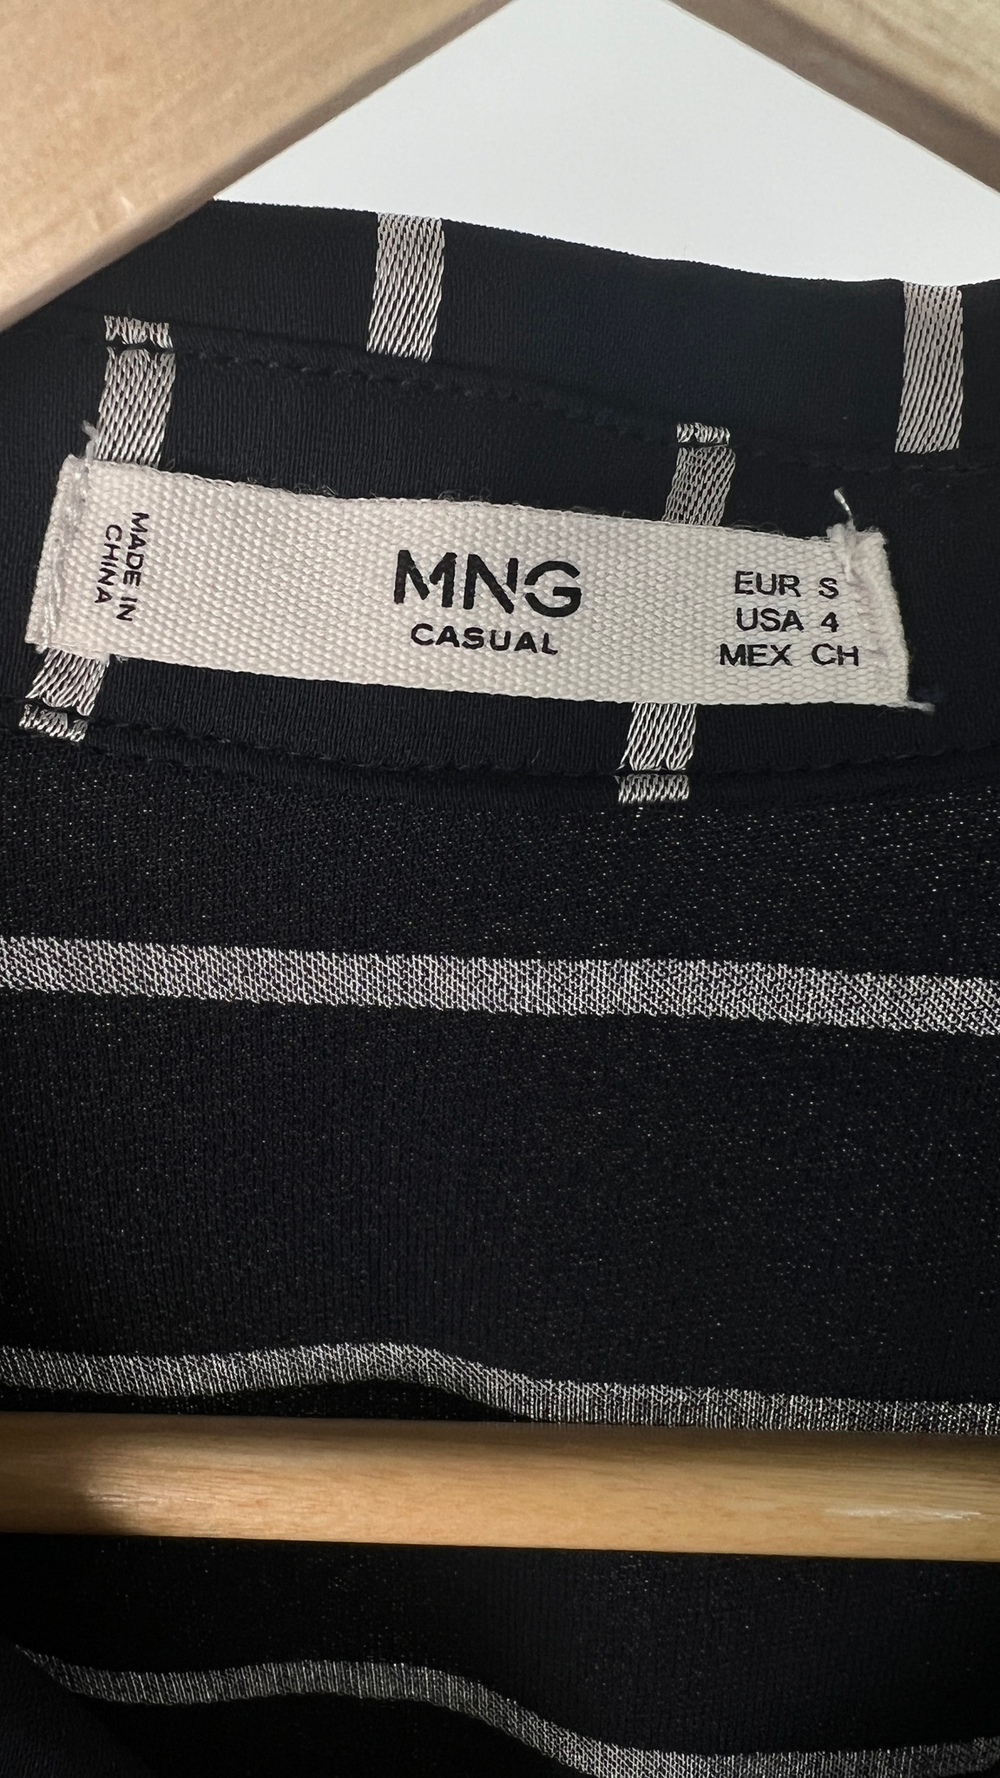 MADE IN
CHINA
MNG
CASUAL
EUR S
USA 4
MEX CH